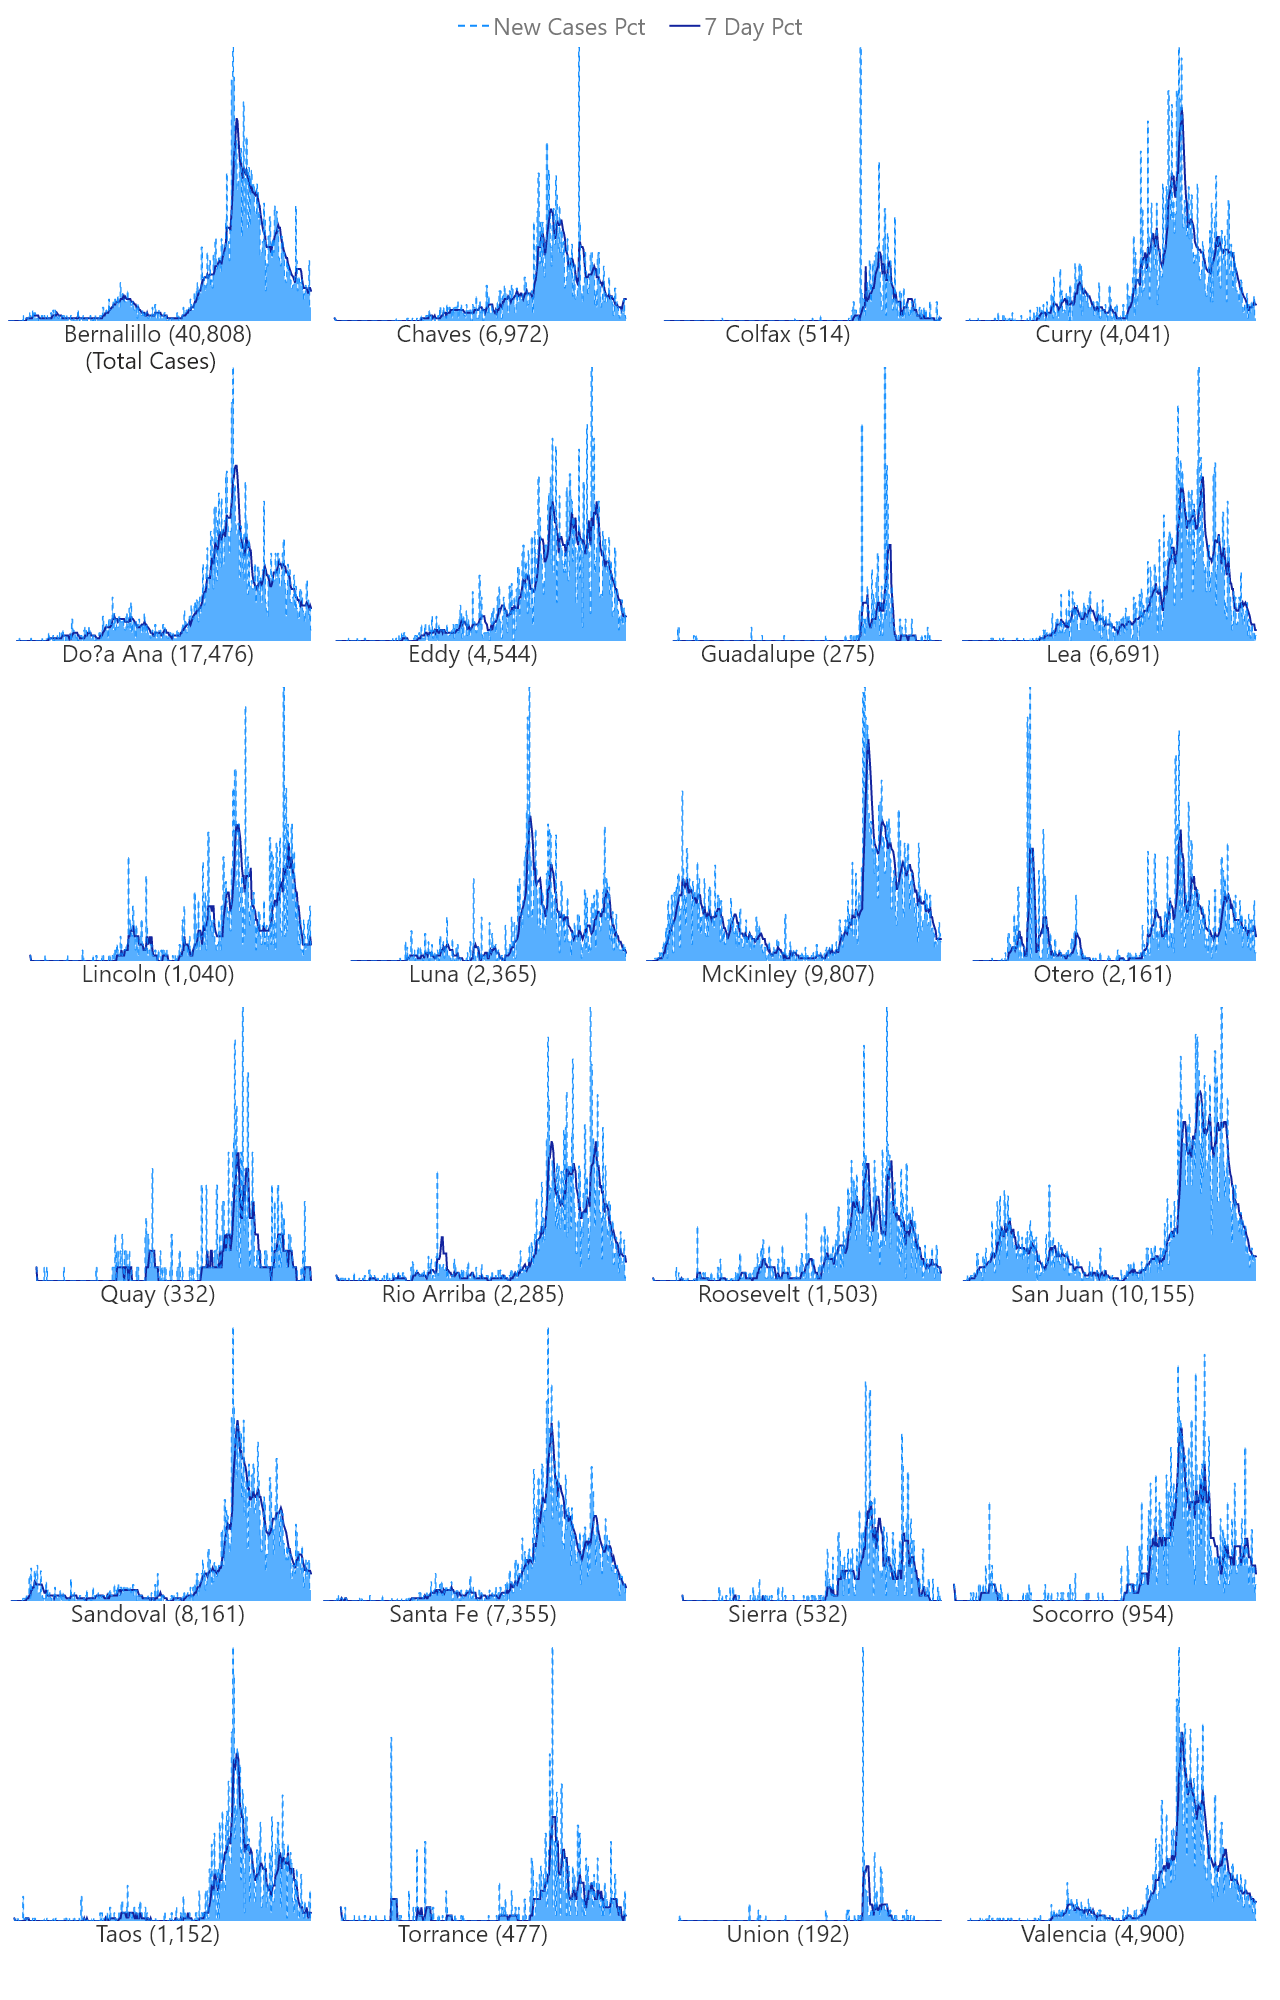 New Cases Pct 7 Day Pct
Bernalillo (40,808) Chaves (6,972) Colfax (514) Curry (4,041)
(Total Cases)
Do?a Ana (17,476) Eddy (4,544) Guadalupe (275) Lea (6,691)
Lincoln (1,040) Luna (2,365) McKinley (9,807) Otero (2,161)
Quay (332) Rio Arriba (2,285) Roosevelt (1,503) San Juan (10,155)
Sandoval (8,161) Santa Fe (7,355) Sierra (532) Socorro (954)
Taos (1,152) Torrance (477) Union (192) Valencia (4,900)